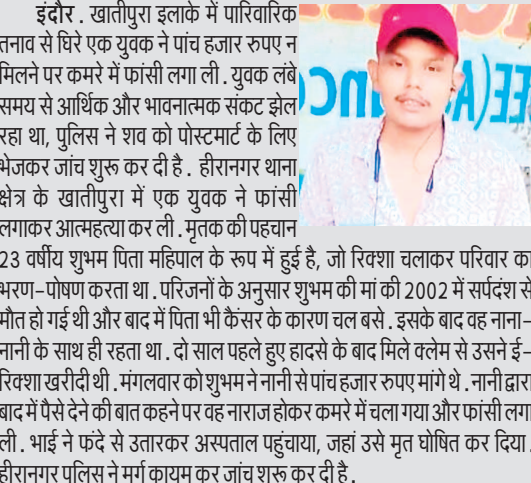 इंदौर. खातीपुरा इलाके में पारिवारिक
तनाव से घिरे एक युवक ने पांच हजार रुपए न
मिलने पर कमरे में फांसी लगा ली. युवक लंबे
समय से आर्थिक और भावनात्मक संकट झेल
रहा था, पुलिस ने शव को पोस्टमार्ट के लिए
भेजकर जांच शुरू कर दी है. हीरानगर थाना
क्षेत्र के खातीपुरा में एक युवक ने फांसी
लगाकर आत्महत्या कर ली. मृतक की पहचान
23 वर्षीय शुभम पिता महिपाल के रूप में हुई है, जो रिक्शा चलाकर परिवार का
भरण-पोषण करता था. परिजनों के अनुसार शुभम की मां की 2002 में सर्पदंश से
मौत हो गई थी और बाद में पिता भी कैंसर के कारण चल बसे. इसके बाद वह नाना-
नानी के साथ ही रहता था. दो साल पहले हुए हादसे के बाद मिले क्लेम से उसने ई-
रिक्शा खरीदी थी. मंगलवार को शुभम ने नानी से पांच हजार रुपए मांगे थे. नानी द्वारा
बाद में पैसे देने की बात कहने पर वह नाराज होकर कमरे में चला गया और फांसी लगा
ली. भाई ने फंदे से उतारकर अस्पताल पहुंचाया, जहां उसे मृत घोषित कर दिया.
हीरानगर पुलिस ने मर्ग कायम कर जांच शुरू कर दी है.